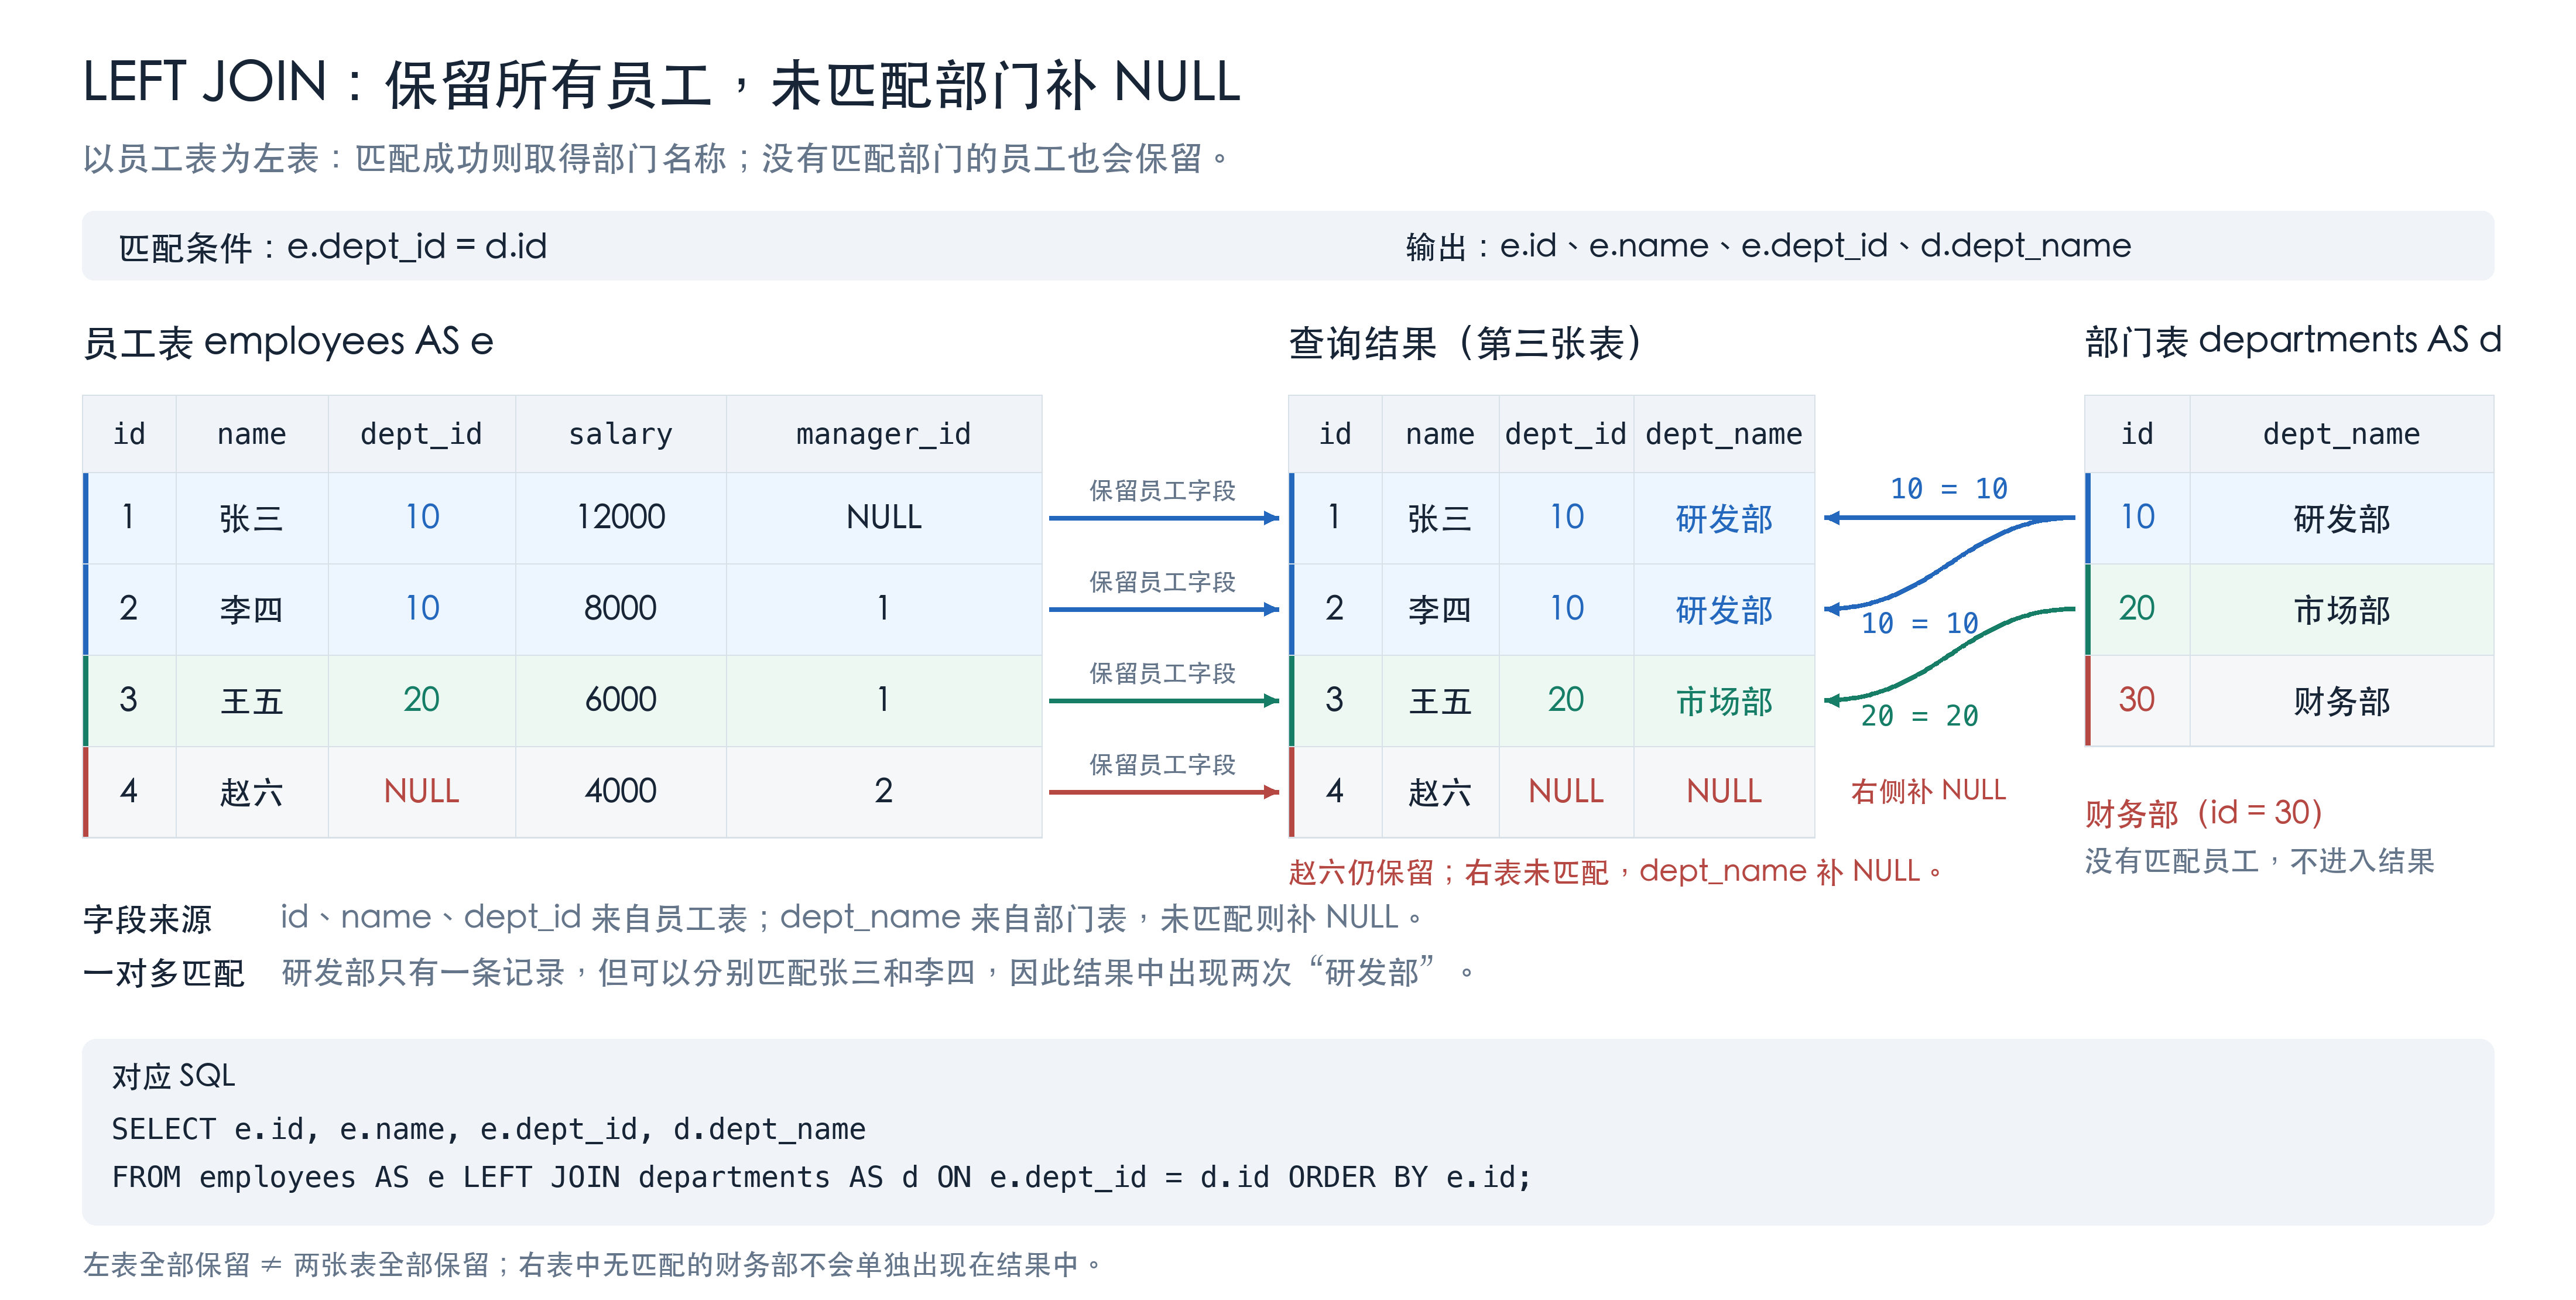 LEFT JOIN：保留所有员工，未匹配部门补 NULL
以员工表为左表：匹配成功则取得部门名称；没有匹配部门的员工也会保留。
匹配条件：e.dept_id = d.id
输出：e.id、e.name、e.dept_id、d.dept_name
员工表 employees AS e
id name dept_id salary manager_id
1 张三 10 12000 NULL
2 李四 10 8000 1
3 王五 20 6000 1
4 赵六 NULL 4000 2
保留员工字段
保留员工字段
保留员工字段
保留员工字段
查询结果（第三张表）
id name dept_id dept_name
1 张三 10 研发部
2 李四 10 研发部
3 王五 20 市场部
4 赵六 NULL NULL
赵六仍保留；右表未匹配，dept_name 补 NULL。
10 = 10
10 = 10
20 = 20
右侧补 NULL
部门表 departments AS d
id dept_name
10 研发部
20 市场部
30 财务部
财务部（id = 30）
没有匹配员工，不进入结果
字段来源 id、name、dept_id 来自员工表；dept_name 来自部门表，未匹配则补 NULL。
一对多匹配 研发部只有一条记录，但可以分别匹配张三和李四，因此结果中出现两次“研发部”。
对应 SQL
SELECT e.id, e.name, e.dept_id, d.dept_name
FROM employees AS e LEFT JOIN departments AS d ON e.dept_id = d.id ORDER BY e.id;
左表全部保留 ≠ 两张表全部保留；右表中无匹配的财务部不会单独出现在结果中。